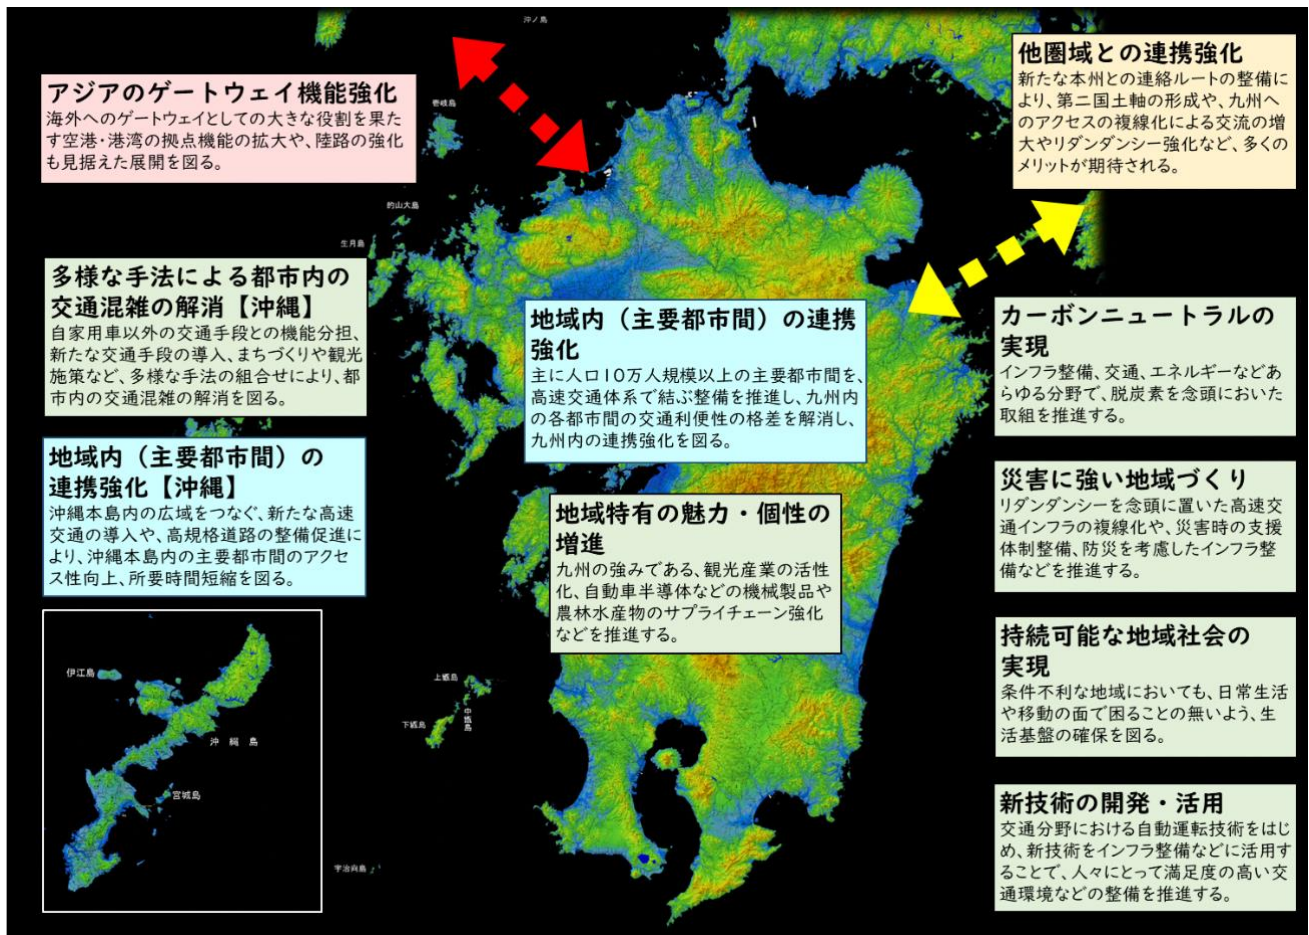 沖ノ島
アジアのゲートウェイ機能強化
海外へのゲートウェイとしての大きな役割を果た
す空港・港湾の拠点機能の拡大や、陸路の強化
も見据えた展開を図る。
他圏域との連携強化
新たな本州との連絡ルートの整備に
より、第二国土軸の形成や、九州へ
のアクセスの複線化による交流の増
大やリダンダンシー強化など、多くの
メリットが期待される。
壱岐島
的山大島
生月島
多様な手法による都市内の
交通混雑の解消【沖縄】
自家用車以外の交通手段との機能分担、
新たな交通手段の導入、まちづくりや観光
施策など、多様な手法の組合せにより、都
市内の交通混雑の解消を図る。
地域内（主要都市間）の
連携強化【沖縄】
沖縄本島内の広域をつなぐ、新たな高速
交通の導入や、高規格道路の整備促進に
より、沖縄本島内の主要都市間のアクセ
ス性向上、所要時間短縮を図る。
地域内（主要都市間）の連携
強化
主に人口10万人規模以上の主要都市間を、
高速交通体系で結ぶ整備を推進し、九州内
の各都市間の交通利便性の格差を解消し、
九州内の連携強化を図る。
地域特有の魅力・個性の
増進
九州の強みである、観光産業の活性
化、自動車半導体などの機械製品や
農林水産物のサプライチェーン強化
などを推進する。
カーボンニュートラルの
実現
インフラ整備、交通、エネルギーなどあ
らゆる分野で、脱炭素を念頭においた
取組を推進する。
災害に強い地域づくり
リダンダンシーを念頭に置いた高速交
通インフラの複線化や、災害時の支援
体制整備、防災を考慮したインフラ整
備などを推進する。
持続可能な地域社会の
実現
条件不利な地域においても、日常生活
や移動の面で困ることの無いよう、生
活基盤の確保を図る。
新技術の開発・活用
交通分野における自動運転技術をはじ
め、新技術をインフラ整備などに活用す
ることで、人々にとって満足度の高い交
通環境などの整備を推進する。
伊江島
沖縄島
宮城島
上甑島
中甑島
下甑島
宇治向島